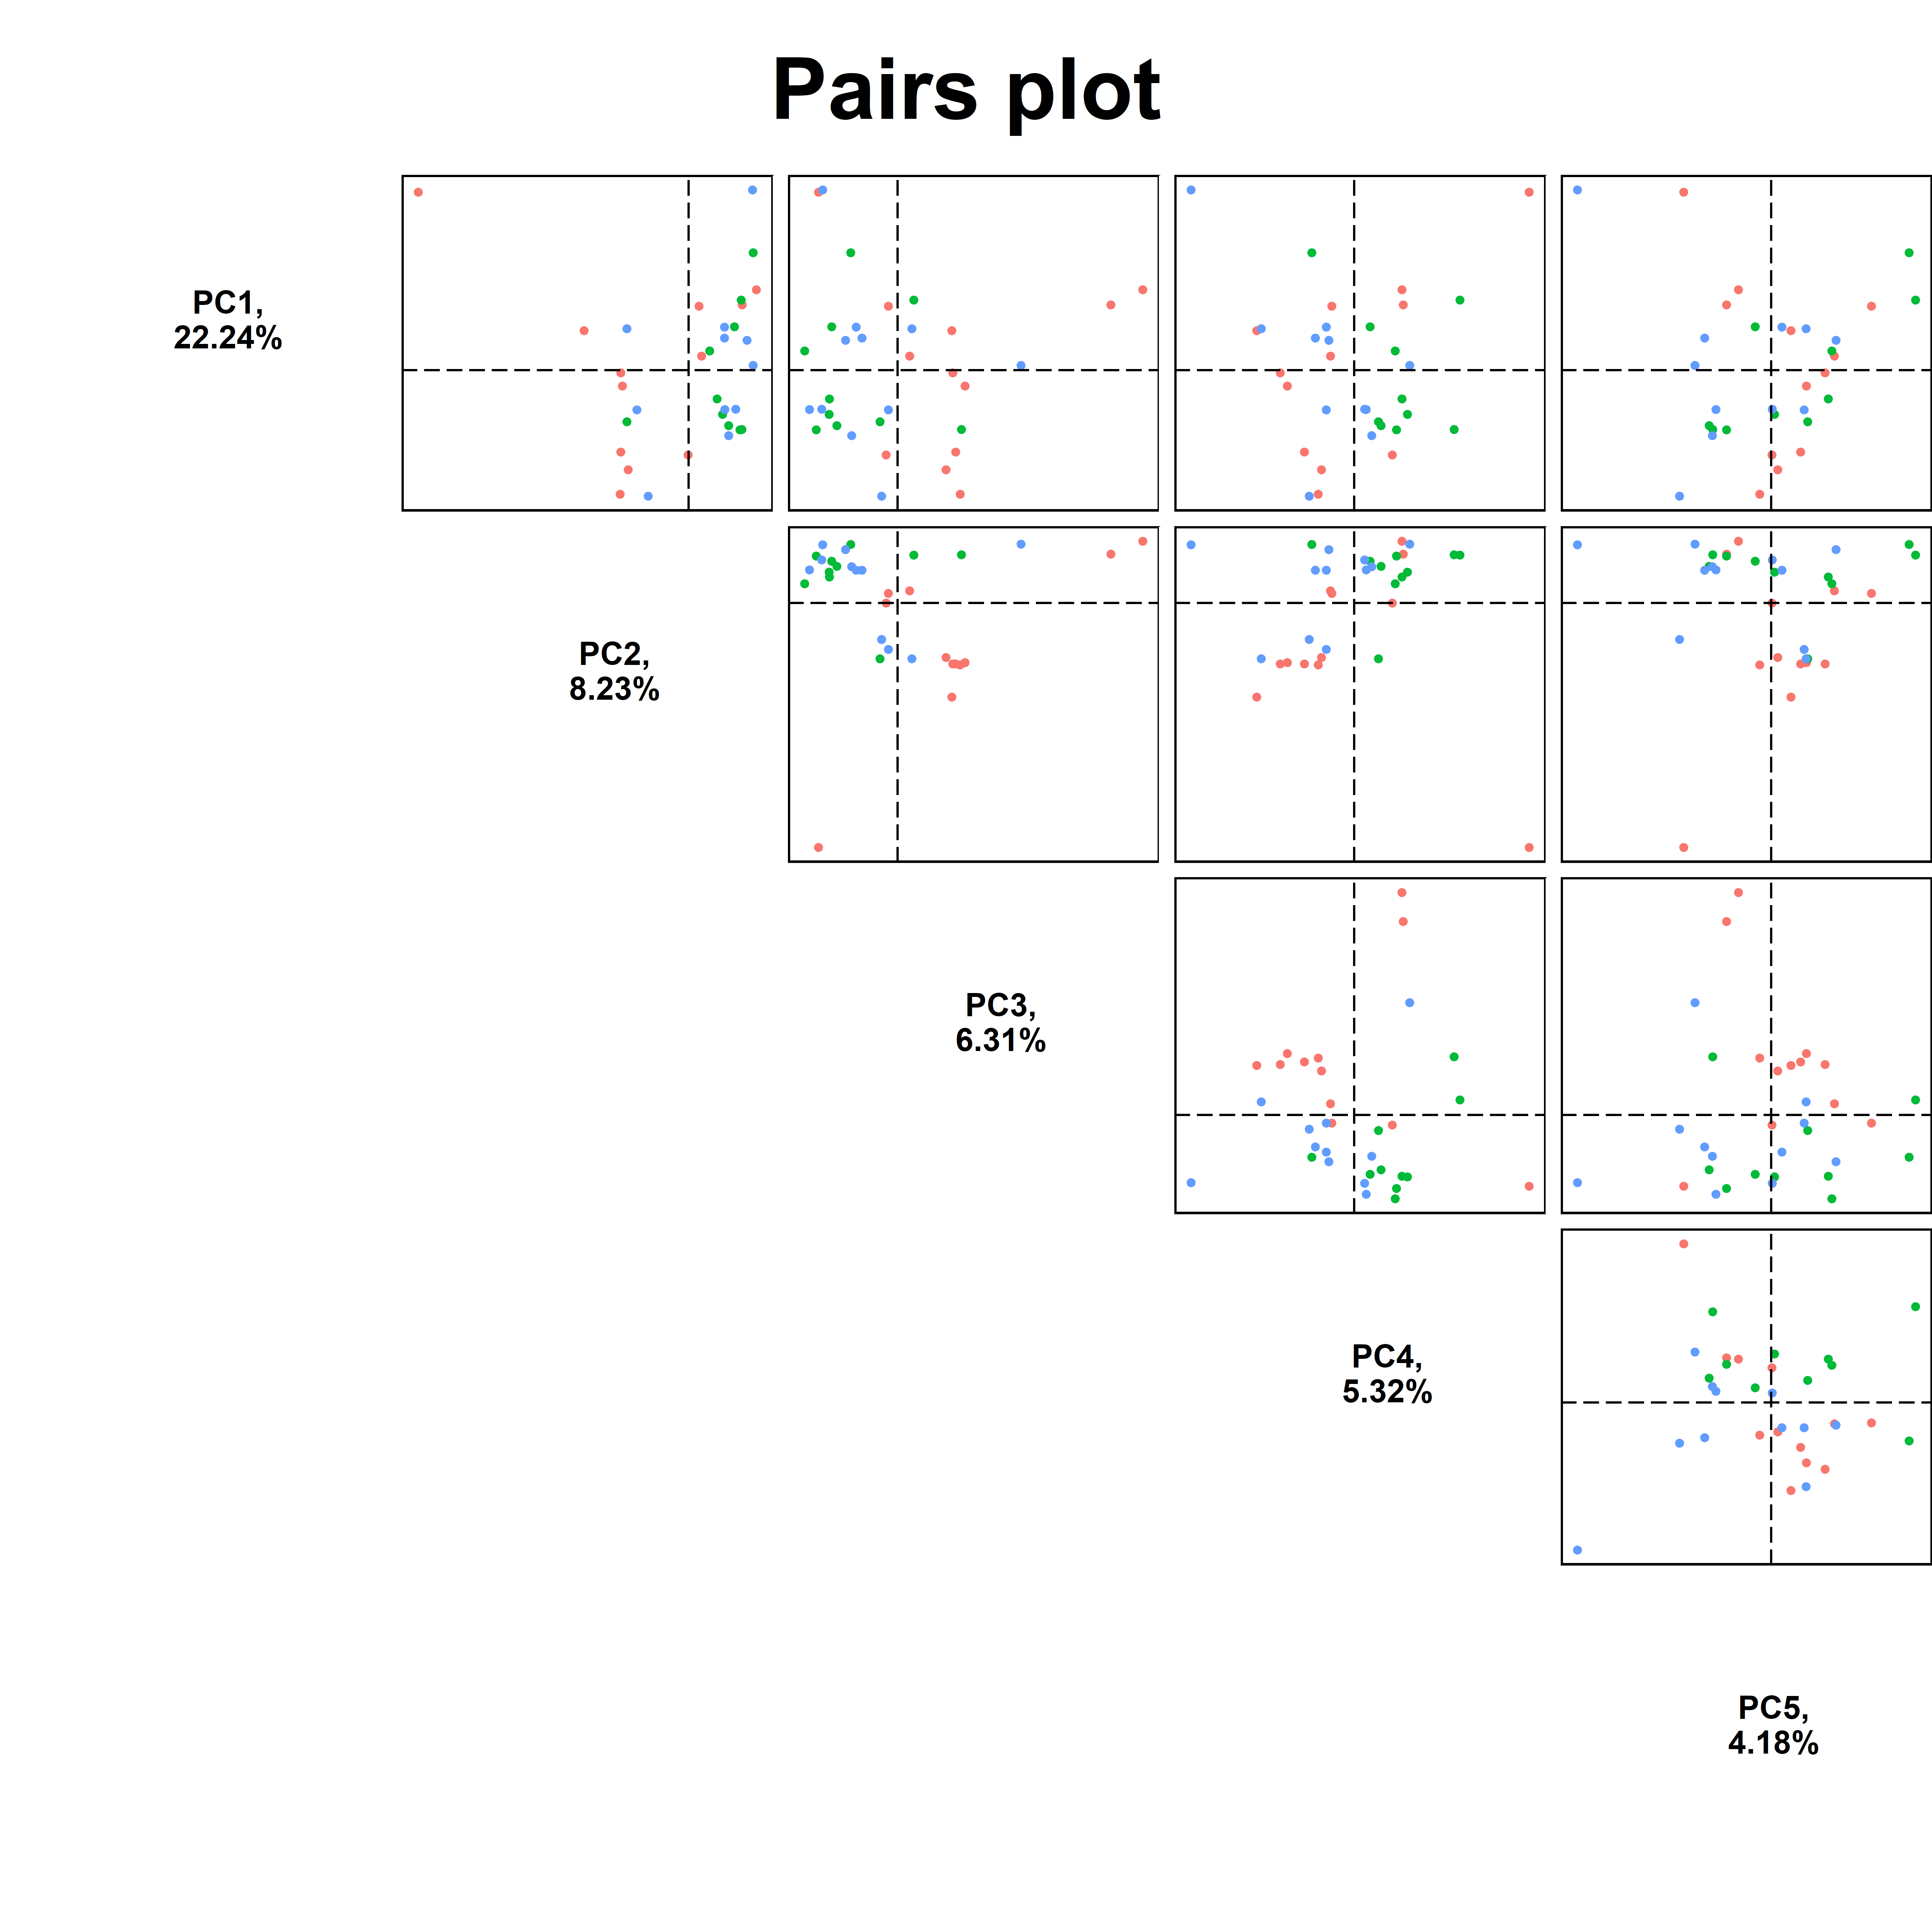 Pairs plot
PC1,
22.24%
PC2,
8.23%
PC3,
6.31%
PC4,
5.32%
PC5,
4.18%